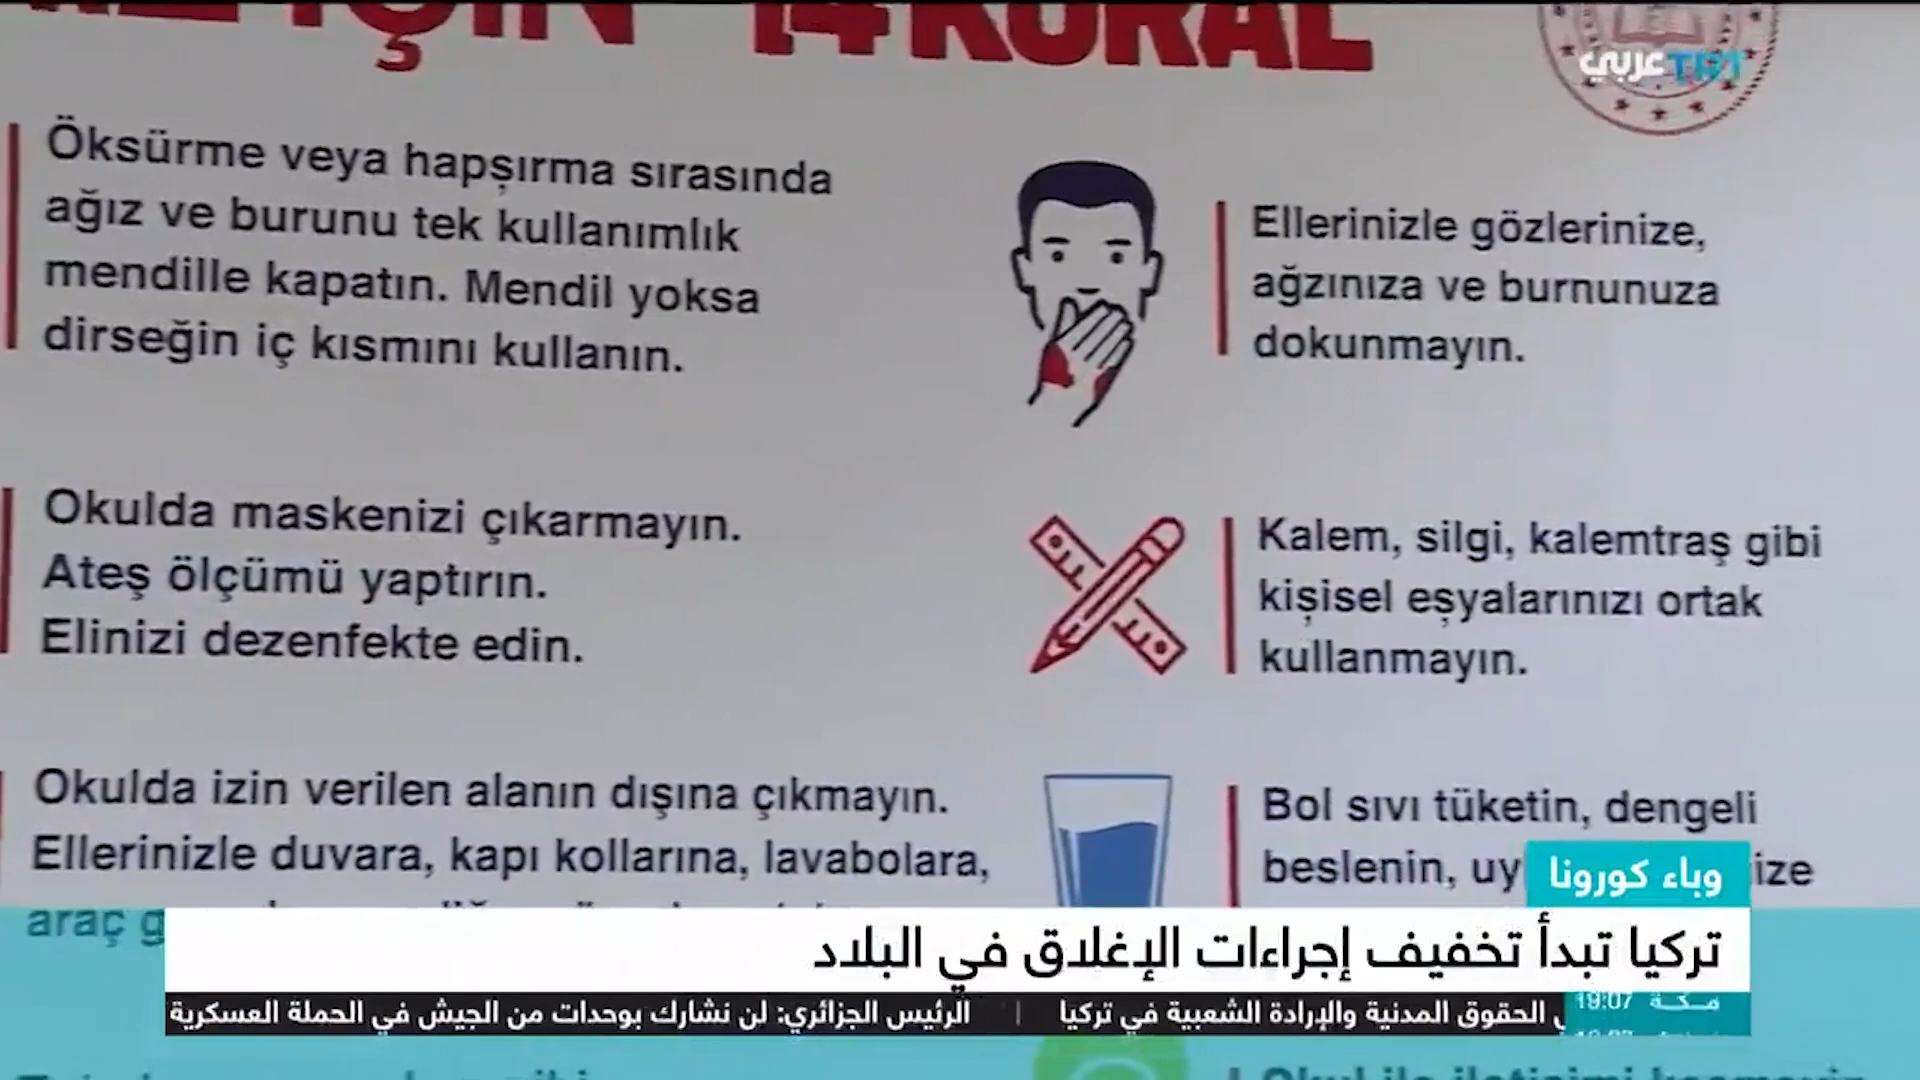 İÇİN 14 KURAL
عربي TRT
Öksürme veya hapşırma sırasında
ağız ve burunu tek kullanımlık
mendille kapatın. Mendil yoksa
dirseğin iç kısmını kullanın.
Ellerinizle gözlerinize,
ağzınıza ve burnunuza
dokunmayın.
Okulda maskenizi çıkarmayın.
Ateş ölçümü yaptırın.
Elinizi dezenfekte edin.
Kalem, silgi, kalemtraş gibi
kişisel eşyalarınızı ortak
kullanmayın.
Okulda izin verilen alanın dışına çıkmayın.
Ellerinizle duvara, kapı kollarına, lavabolara,
araç
Bol sıvı tüketin, dengeli
beslenin,
وباء كورونا
تركيا تبدأ تخفيف إجراءات الإغلاق في البلاد
مكة 19:07
الحقوق المدنية والإرادة الشعبية في تركيا | الرئيس الجزائري: لن نشارك بوحدات من الجيش في الحملة العسكرية